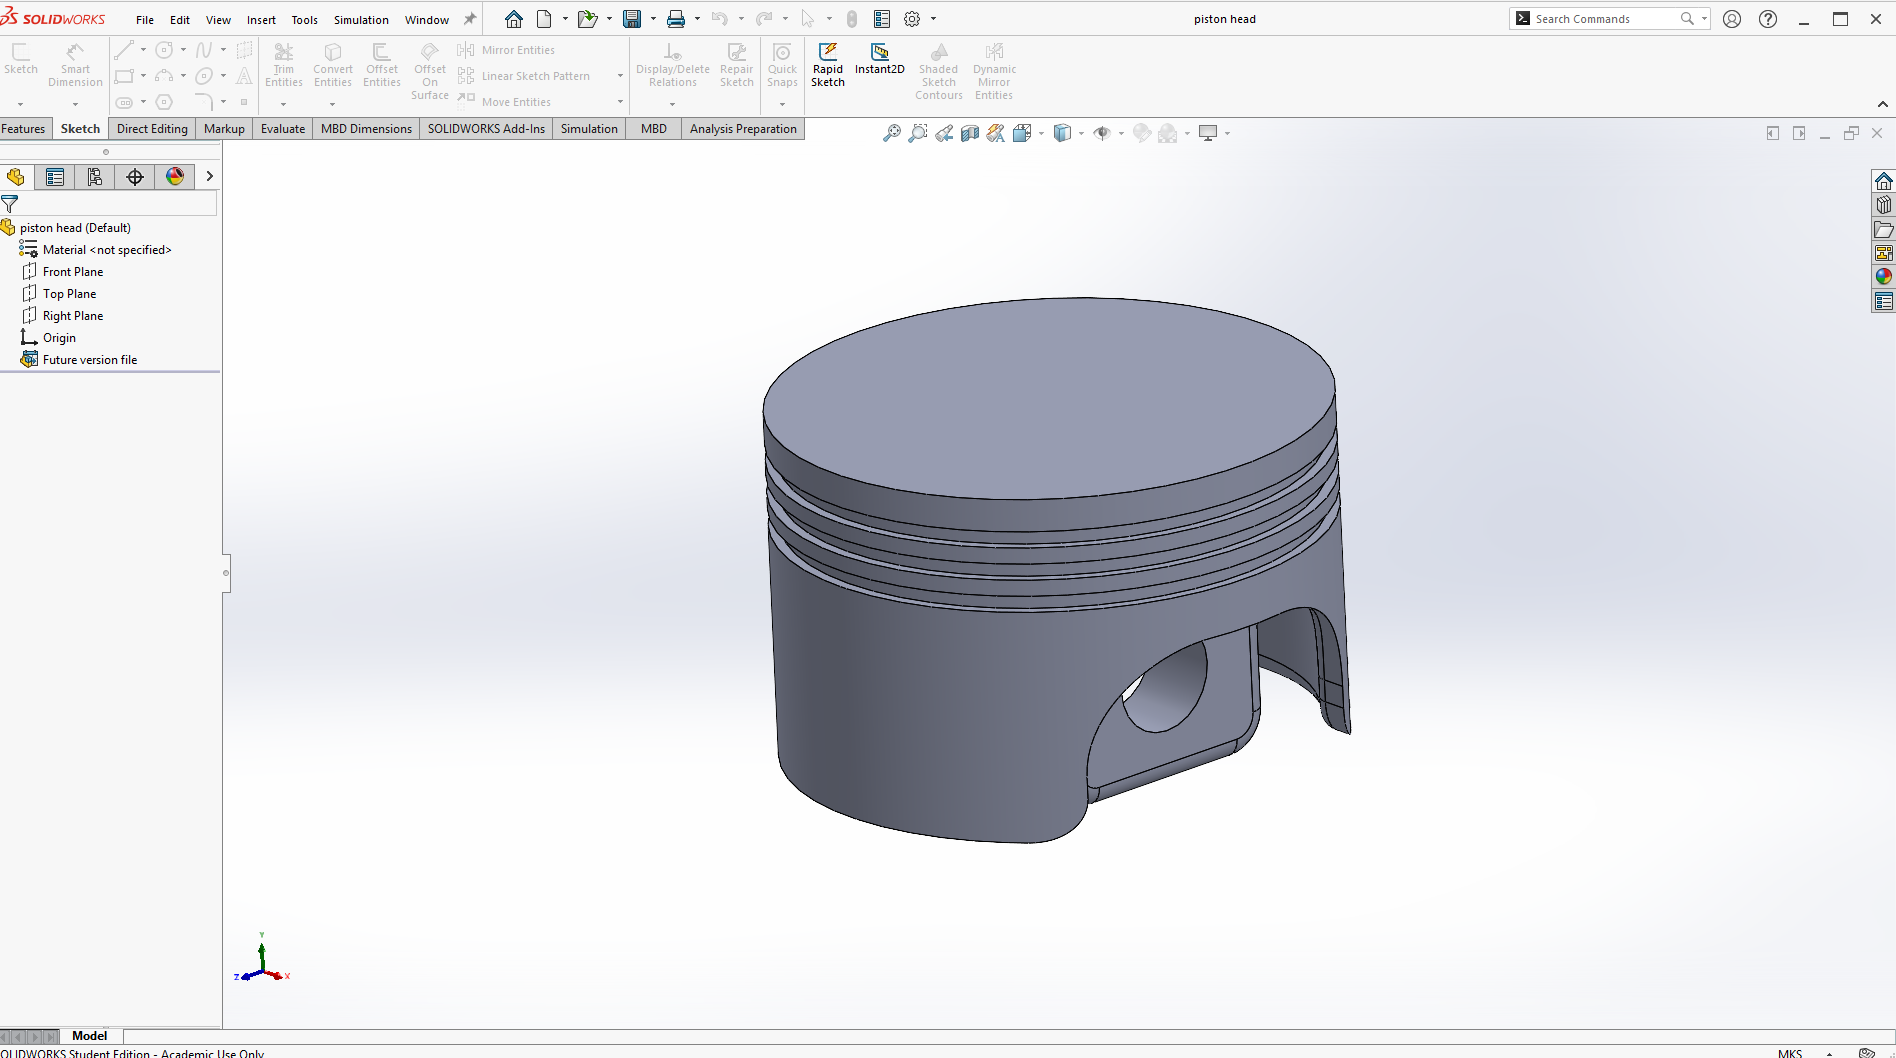 SOLIDWORKS File Edit View Insert Tools Simulation Window piston head Search Commands
Sketch Smart Dimension Trim Entities Convert Entities Offset Entities Offset On Surface Mirror Entities Linear Sketch Pattern Move Entities Display/Delete Relations Repair Sketch Quick Snaps Rapid Sketch Instant2D Shaded Sketch Contours Dynamic Mirror Entities
Features Sketch Direct Editing Markup Evaluate MBD Dimensions SOLIDWORKS Add-Ins Simulation MBD Analysis Preparation
piston head (Default)
Material <not specified>
Front Plane
Top Plane
Right Plane
Origin
Future version file
Y
Z X
Model
OLIDWORKS Student Edition - Academic Use Only MKS